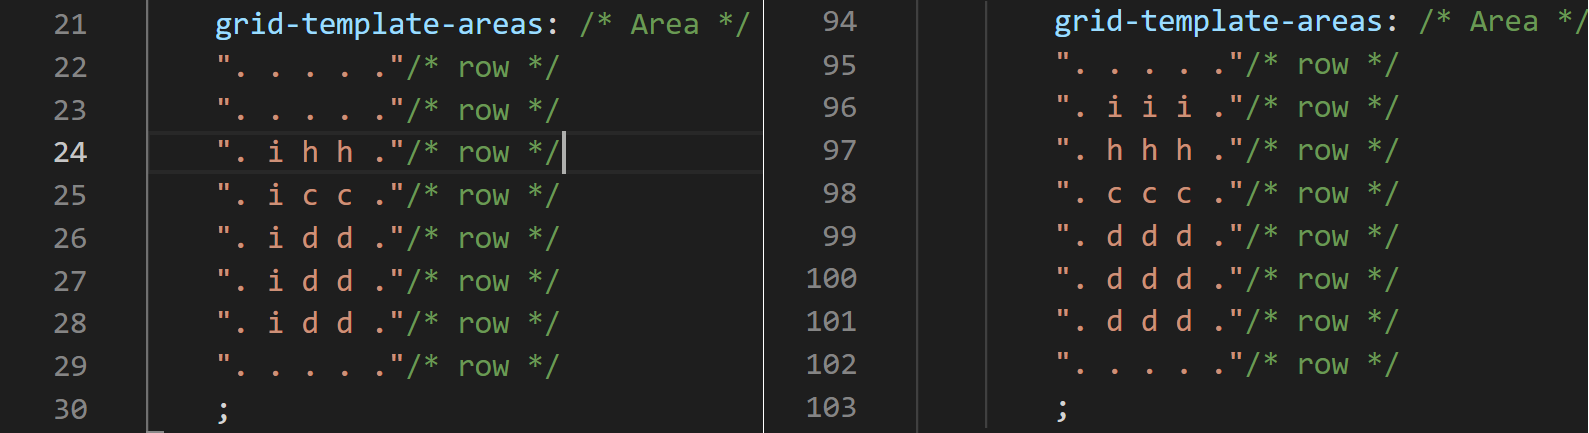 21 grid-template-areas: /* Area */
22 ". . . . ."/* row */
23 ". . . . ."/* row */
24 ". i h h ."/* row */
25 ". i c c ."/* row */
26 ". i d d ."/* row */
27 ". i d d ."/* row */
28 ". i d d ."/* row */
29 ". . . . ."/* row */
30 ;
94 grid-template-areas: /* Area */
95 ". . . . ."/* row */
96 ". i i i ."/* row */
97 ". h h h ."/* row */
98 ". c c c ."/* row */
99 ". d d d ."/* row */
100 ". d d d ."/* row */
101 ". d d d ."/* row */
102 ". . . . ."/* row */
103 ;